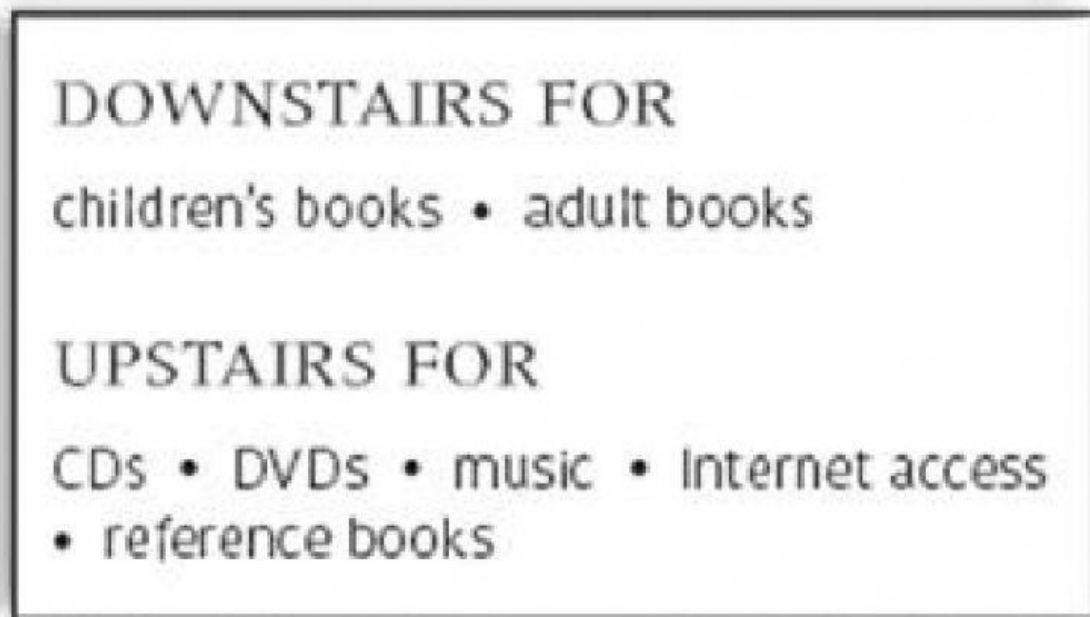 DOWNSTAIRS FOR
children's books • adult books
UPSTAIRS FOR
CDs • DVDs • music • Internet access
• reference books